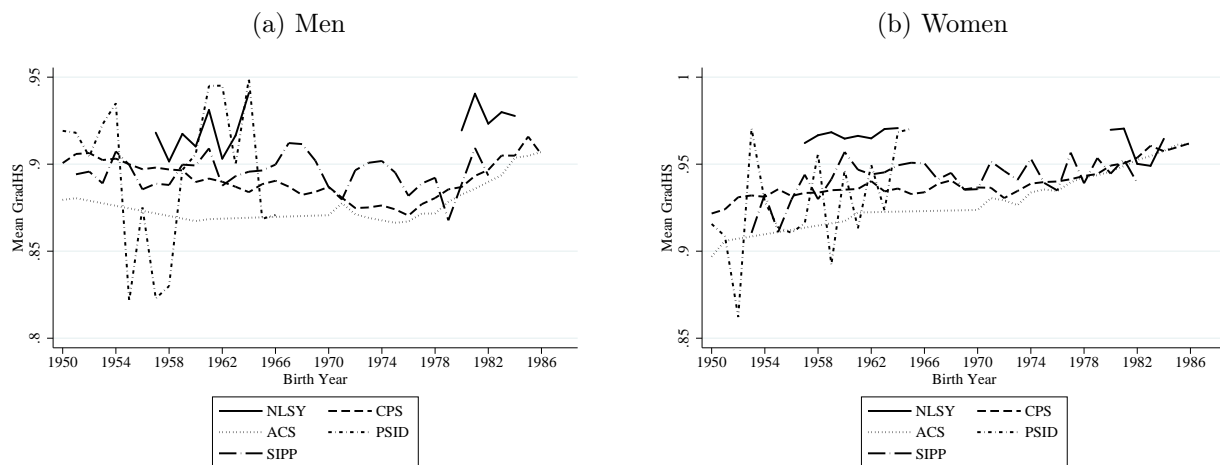 (a) Men
.95
.9
.85
.8
Mean GradHS
1950 1954 1958 1962 1966 1970 1974 1978 1982 1986
Birth Year
NLSY CPS
ACS PSID
SIPP
(b) Women
1
.95
.9
.85
Mean GradHS
1950 1954 1958 1962 1966 1970 1974 1978 1982 1986
Birth Year
NLSY CPS
ACS PSID
SIPP